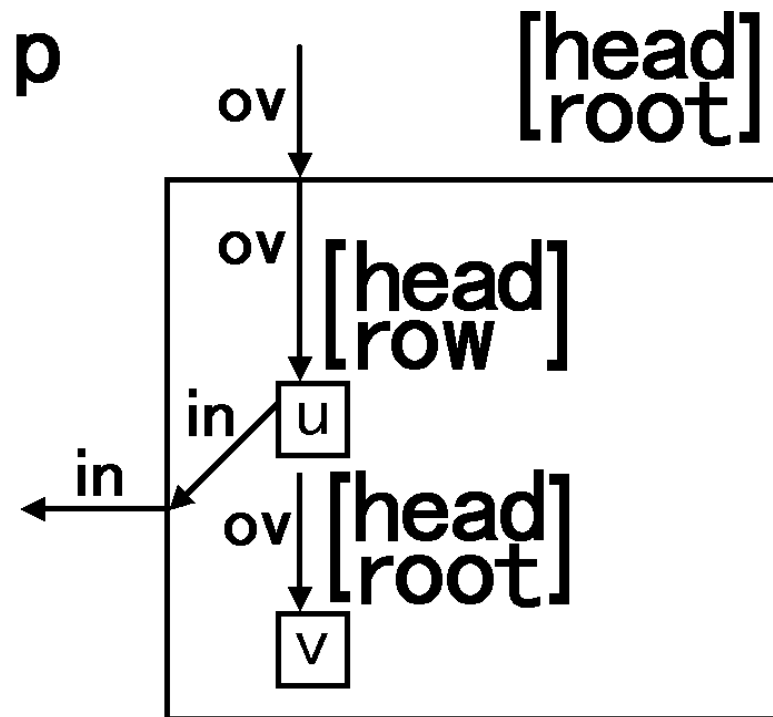 p
ov
[head
root]
ov
[head
row]
in
u
in
ov
[head
root]
v